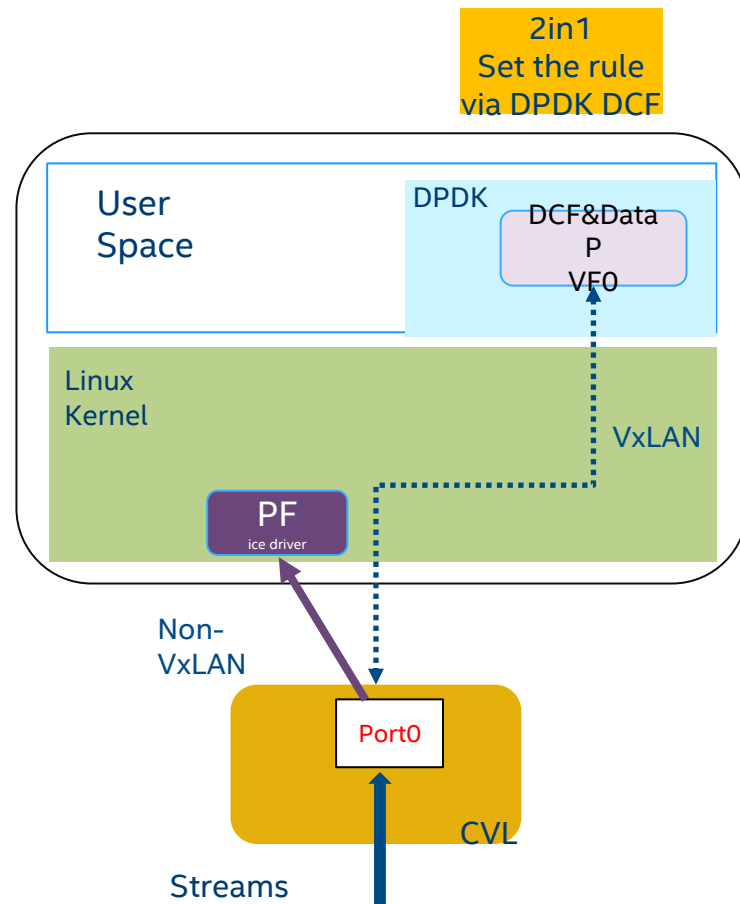 2in1
Set the rule
via DPDK DCF
User
Space
DPDK
DCF&Data
P
VF0
Linux
Kernel
VxLAN
PF
ice driver
Non-
VxLAN
Port0
CVL
Streams